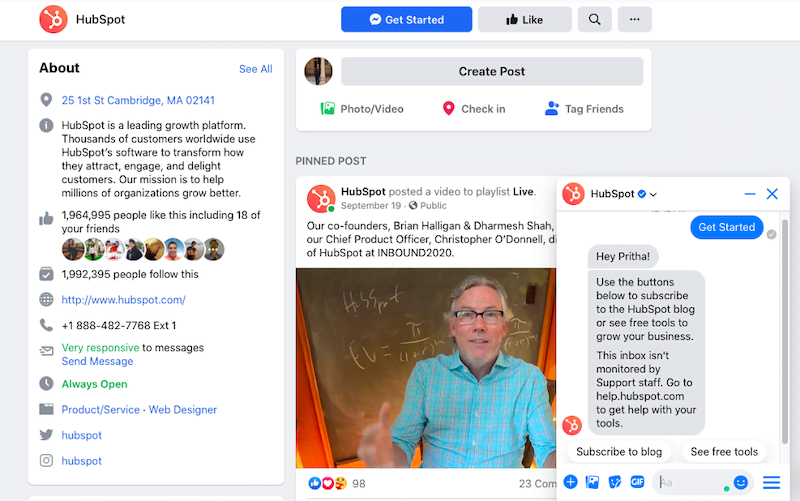 HubSpot
Get Started
Like
About
See All
25 1st St Cambridge, MA 02141
HubSpot is a leading growth platform.
Thousands of customers worldwide use
HubSpot's software to transform how
they attract, engage, and delight
customers. Our mission is to help
millions of organizations grow better.
1,964,995 people like this including 18 of
your friends
1,992,395 people follow this
http://www.hubspot.com/
+1 888-482-7768 Ext 1
Very responsive to messages
Send Message
Always Open
Product/Service · Web Designer
hubspot
hubspot
Create Post
Photo/Video
Check in
Tag Friends
PINNED POST
HubSpot posted a video to playlist Live.
September 19 · Public
Our co-founders, Brian Halligan & Dharmesh Shah,
our Chief Product Officer, Christopher O'Donnell, di
of HubSpot at INBOUND2020.
HubSpot
98
23 Com
HubSpot
Get Started
Hey Pritha!
Use the buttons
below to subscribe
to the HubSpot blog
or see free tools to
grow your business.
This inbox isn't
monitored by
Support staff. Go to
help.hubspot.com
to get help with your
tools.
Subscribe to blog
See free tools
GIF
Aa